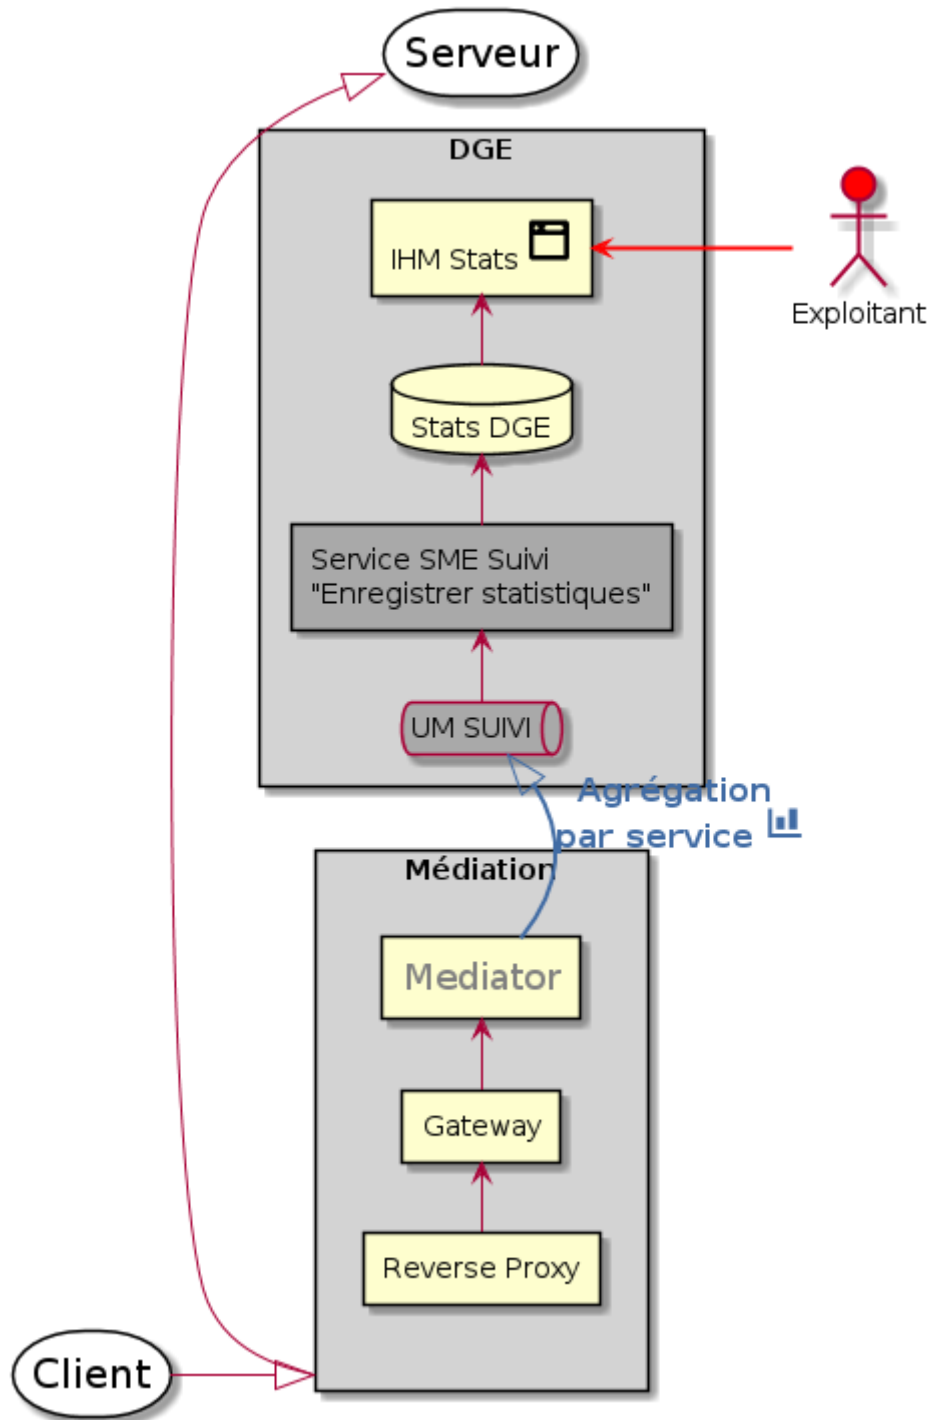 Serveur
DGE
IHM Stats
Exploitant
Stats DGE
Service SME Suivi
"Enregistrer statistiques"
UM SUIVI
Agrégation
par service
Médiation
Mediator
Gateway
Reverse Proxy
Client